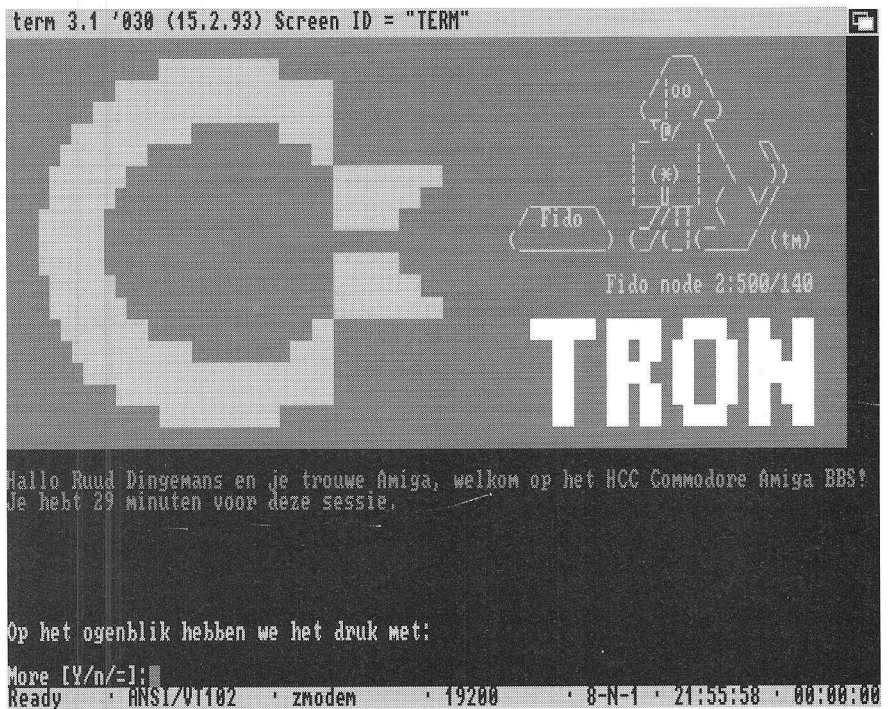 term 3.1 '030 (15.2.93) Screen ID = "TERM"
oo
@
(*)
Fido
(tm)
Fido node 2:500/140
TRON
Hallo Ruud Dingemans en je trouwe Amiga, welkom op het HCC Commodore Amiga BBS!
Je hebt 29 minuten voor deze sessie.
Op het ogenblik hebben we het druk met:
More [Y/n/=]:
Ready · ANSI/VT102 · zmodem · 19200 · 8-N-1 · 21:55:58 · 00:00:00